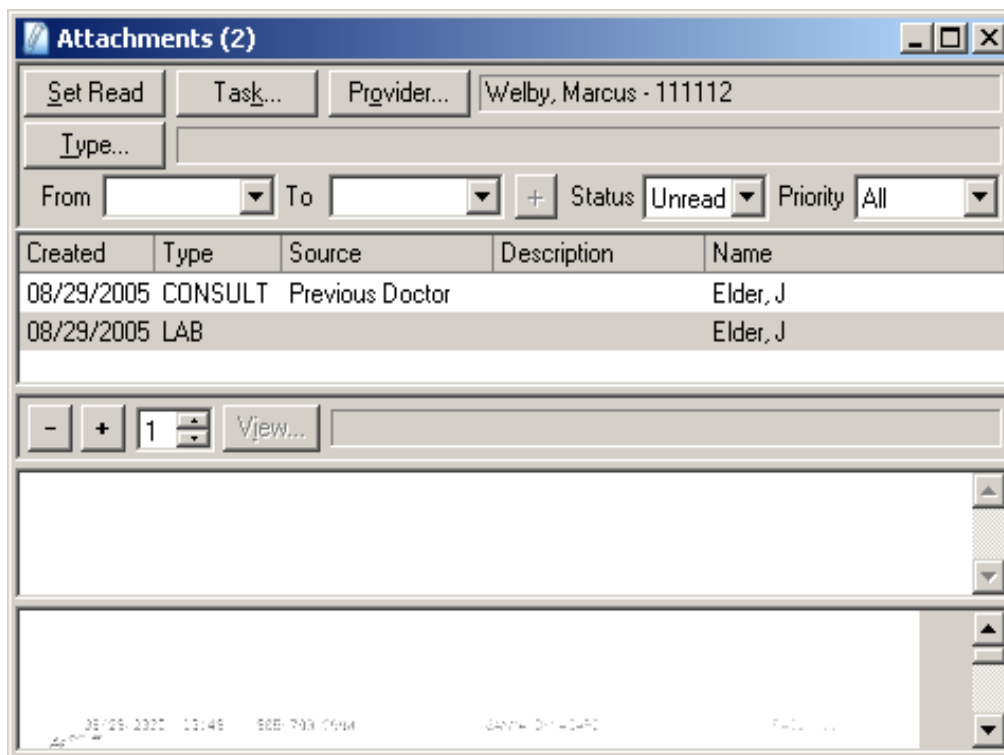 Attachments (2)
Set Read Task... Provider... Welby, Marcus - 111112
Type...
From To + Status Unread Priority All
Created Type Source Description Name
08/29/2005 CONSULT Previous Doctor Elder, J
08/29/2005 LAB Elder, J
- + 1 View...